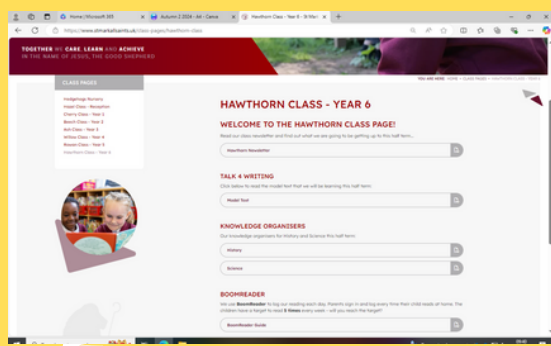 Home | Microsoft 365
Autumn 2 2024 - A4 - Canva
Hawthorn Class - Year 6 - St Mar
https://www.stmarkallsaints.uk/class-pages/hawthorn-class
TOGETHER WE CARE, LEARN AND ACHIEVE
IN THE NAME OF JESUS, THE GOOD SHEPHERD
YOU ARE HERE: HOME > CLASS PAGES > HAWTHORN CLASS - YEAR 6
CLASS PAGES
Hedgehogs Nursery
Hazel Class - Reception
Cherry Class - Year 1
Beech Class - Year 2
Ash Class - Year 3
Willow Class - Year 4
Rowan Class - Year 5
Hawthorn Class - Year 6
HAWTHORN CLASS - YEAR 6
WELCOME TO THE HAWTHORN CLASS PAGE!
Read our class newsletter and find out what we are going to be getting up to this half term...
Hawthorn Newsletter
TALK 4 WRITING
Click below to read the model text that we will be learning this half term:
Model Text
KNOWLEDGE ORGANISERS
Our knowledge organisers for History and Science this half term:
History
Science
BOOMREADER
We use BoomReader to log our reading each day. Parents sign in and log every time their child reads at home. The
children have a target to read 5 times every week - will you reach the target?
BoomReader Guide
09:40